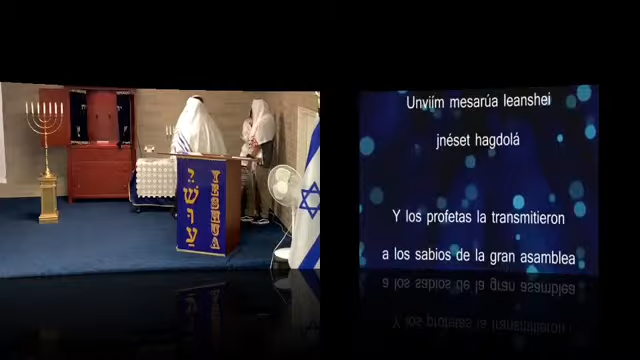 יֵ
שׁ
וּ
עַ
YESHUA
Unviím mesarúa leanshei
jnéset hagdolá
Y los profetas la transmitieron
a los sabios de la gran asamblea